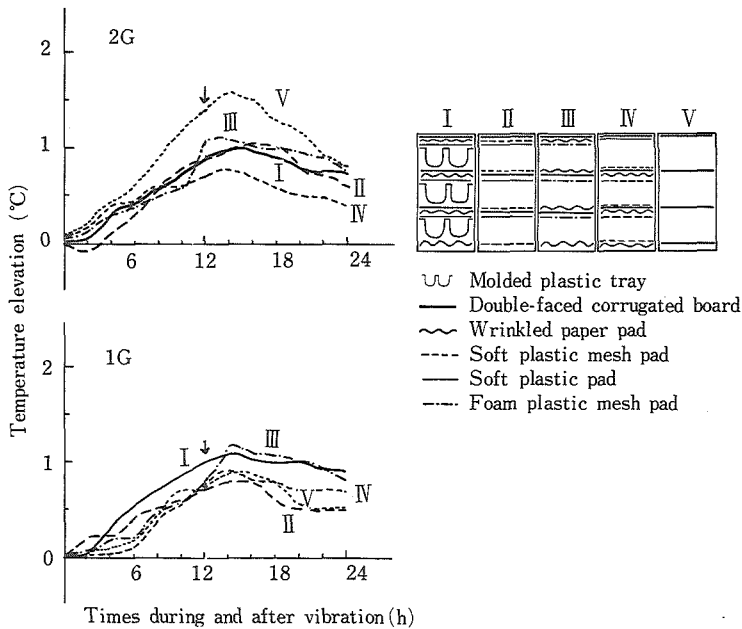 Temperature elevation (°C)
2G
2
1
0
6
12
18
24
V
III
I
II
IV
1G
2
1
0
6
12
18
24
I
III
IV
V
II
Times during and after vibration (h)
I II III IV V
Molded plastic tray
Double-faced corrugated board
Wrinkled paper pad
Soft plastic mesh pad
Soft plastic pad
Foam plastic mesh pad